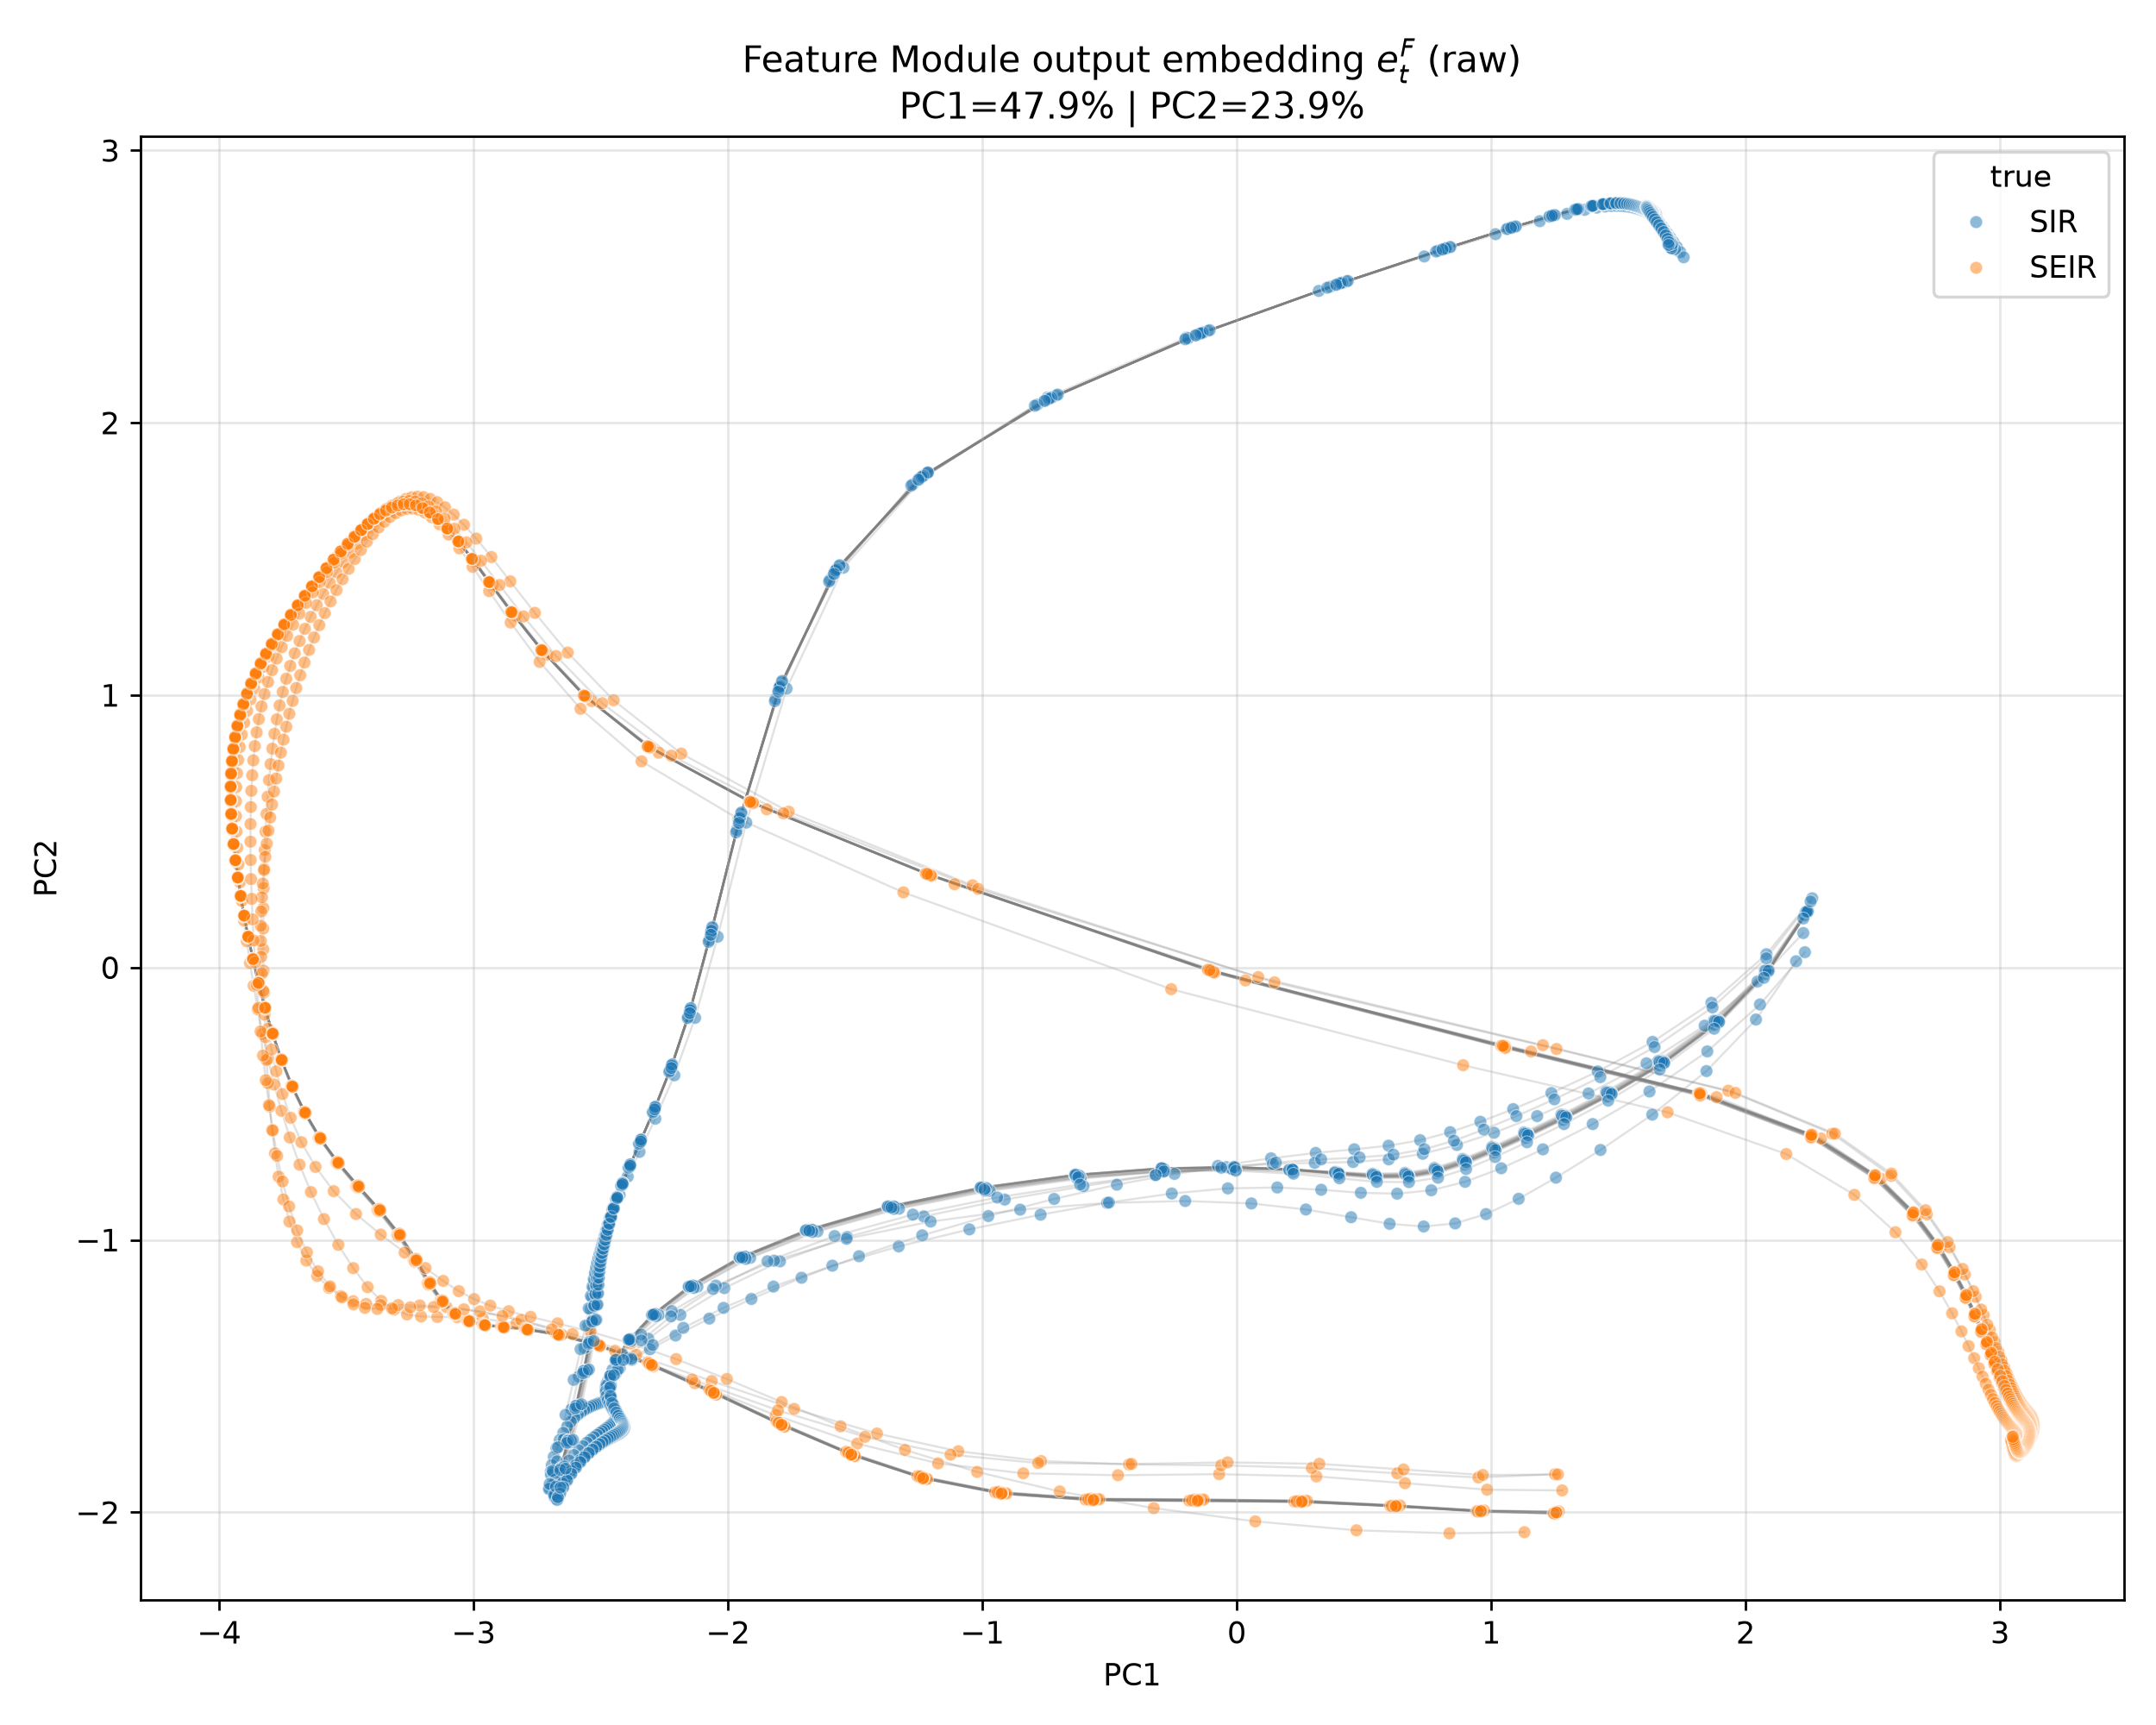 Feature Module output embedding $e_t^F$ (raw)
PC1=47.9% | PC2=23.9%
true
SIR
SEIR
3
2
1
0
−1
−2
PC2
−4
−3
−2
−1
0
1
2
3
PC1